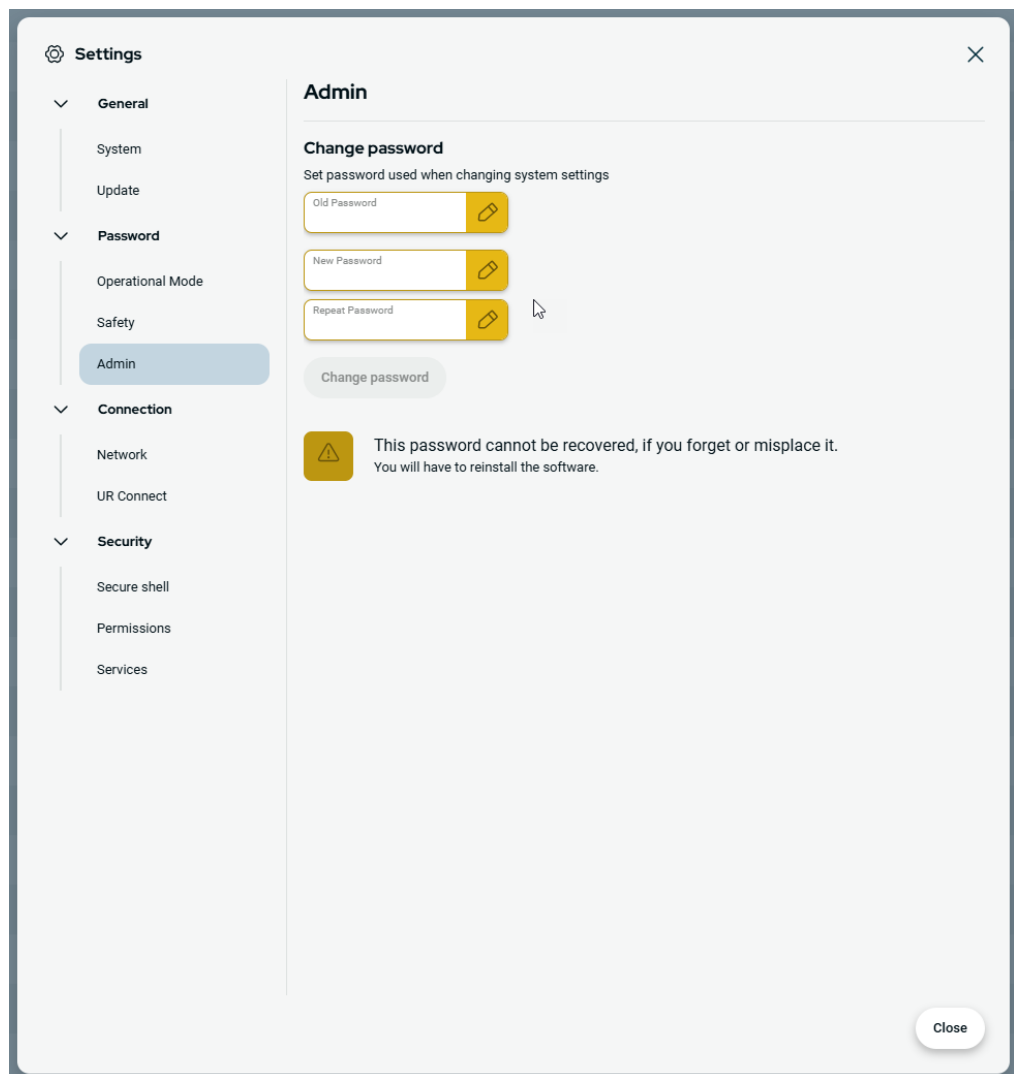 Settings
General
System
Update
Password
Operational Mode
Safety
Admin
Connection
Network
UR Connect
Security
Secure shell
Permissions
Services
Admin
Change password
Set password used when changing system settings
Old Password
New Password
Repeat Password
Change password
This password cannot be recovered, if you forget or misplace it.
You will have to reinstall the software.
Close